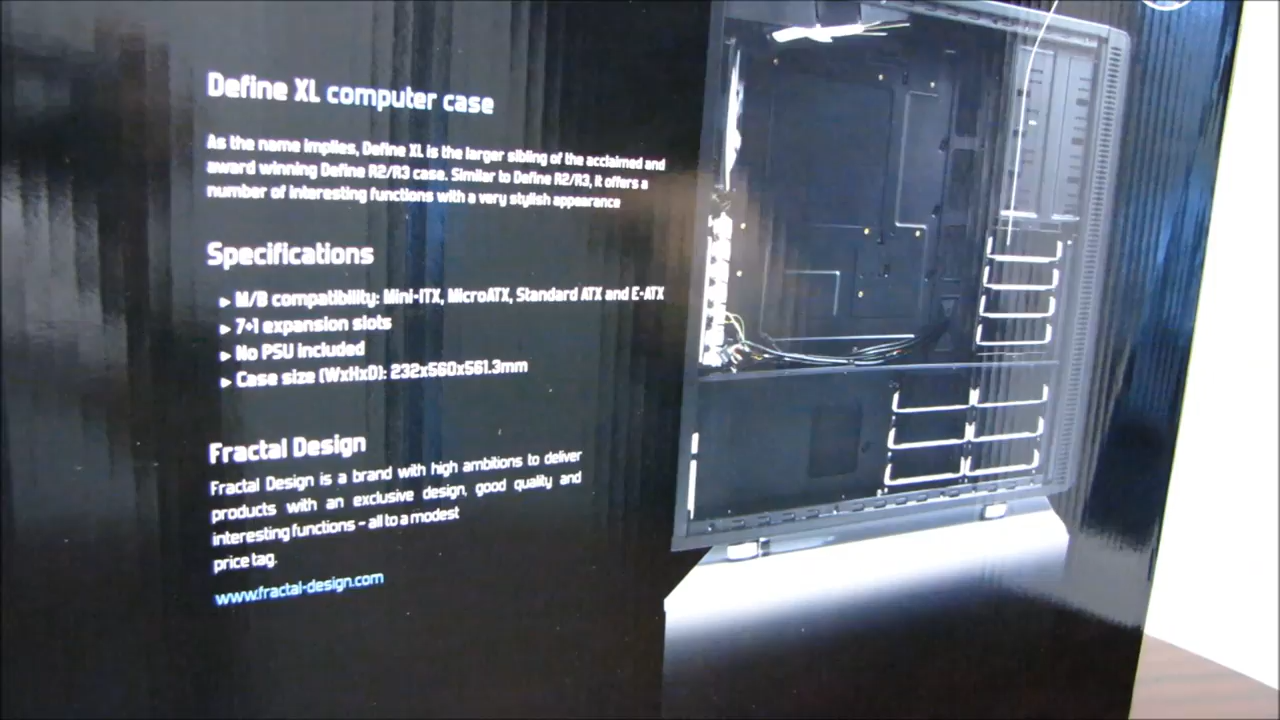 Define XL computer case
As the name implies, Define XL is the larger sibling of the acclaimed and
award winning Define R2/R3 case. Similar to Define R2/R3, it offers a
number of interesting functions with a very stylish appearance
Specifications
▸ M/B compatibility: Mini-ITX, MicroATX, Standard ATX and E-ATX
▸ 7+1 expansion slots
▸ No PSU included
▸ Case size (WxHxD): 232x560x561.3mm
Fractal Design
Fractal Design is a brand with high ambitions to deliver
products with an exclusive design, good quality and
interesting functions - all to a modest
price tag.
www.fractal-design.com